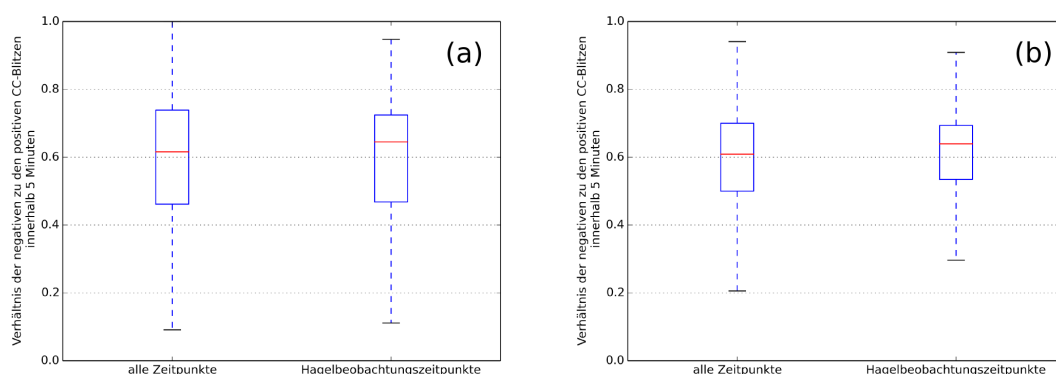 1.0
0.8
0.6
0.4
0.2
0.0
Verhältnis der negativen zu den positiven CC-Blitzen
innerhalb 5 Minuten
(a)
alle Zeitpunkte
Hagelbeobachtungszeitpunkte
1.0
0.8
0.6
0.4
0.2
0.0
Verhältnis der negativen zu den positiven CC-Blitzen
innerhalb 5 Minuten
(b)
alle Zeitpunkte
Hagelbeobachtungszeitpunkte